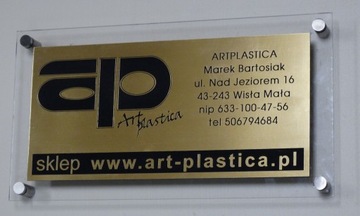 ap
Art plastica
ARTPLASTICA
Marek Bartosiak
ul. Nad Jeziorem 16
43-243 Wisła Mała
nip 633-100-47-56
tel 506794684
sklep www.art-plastica.pl